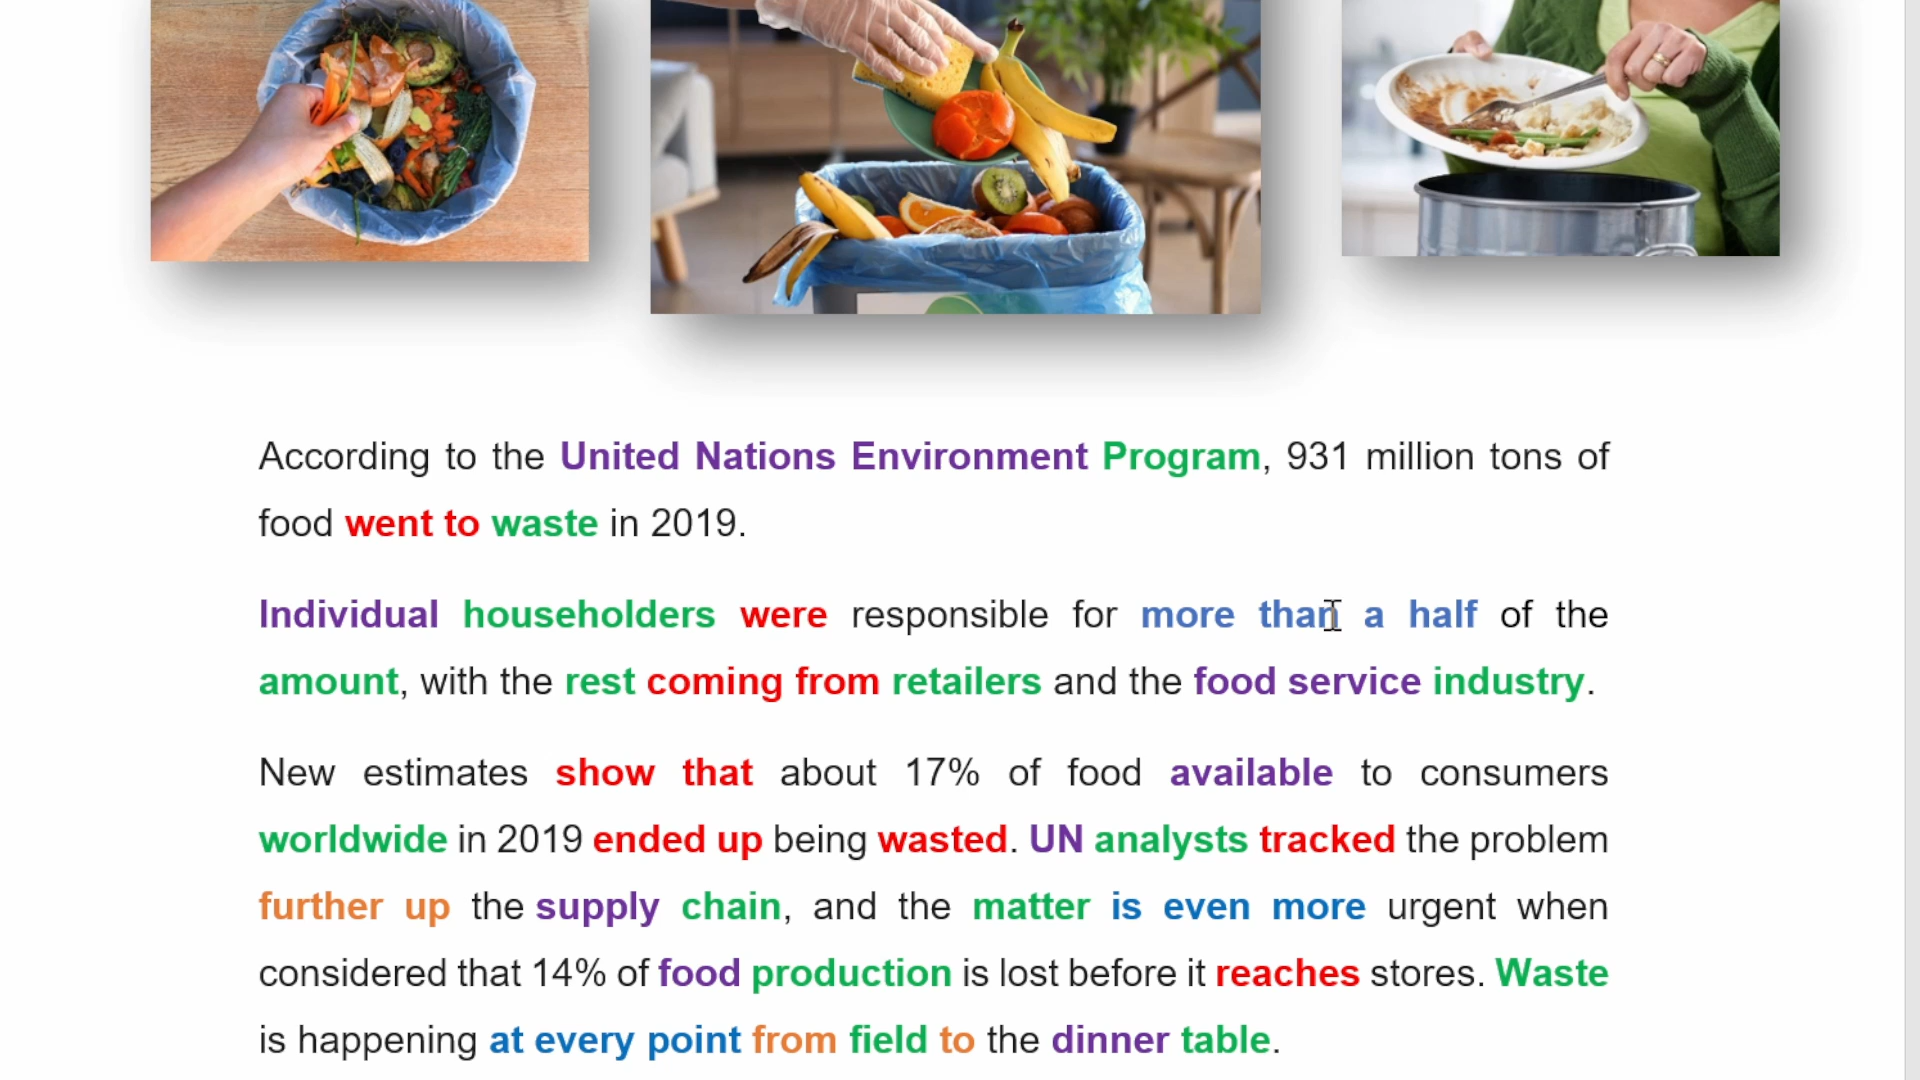 According to the United Nations Environment Program, 931 million tons of
food went to waste in 2019.
Individual householders were responsible for more than a half of the
amount, with the rest coming from retailers and the food service industry.
New estimates show that about 17% of food available to consumers
worldwide in 2019 ended up being wasted. UN analysts tracked the problem
further up the supply chain, and the matter is even more urgent when
considered that 14% of food production is lost before it reaches stores. Waste
is happening at every point from field to the dinner table.